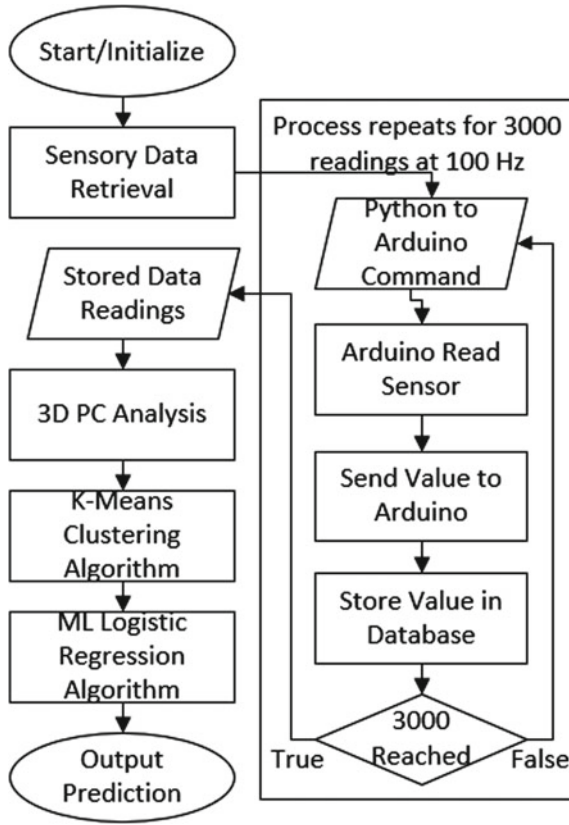 Start/Initialize
Sensory Data
Retrieval
Process repeats for 3000
readings at 100 Hz
Python to
Arduino
Command
Arduino Read
Sensor
Send Value to
Arduino
Store Value in
Database
3000
Reached
True
False
Stored Data
Readings
3D PC Analysis
K-Means
Clustering
Algorithm
ML Logistic
Regression
Algorithm
Output
Prediction